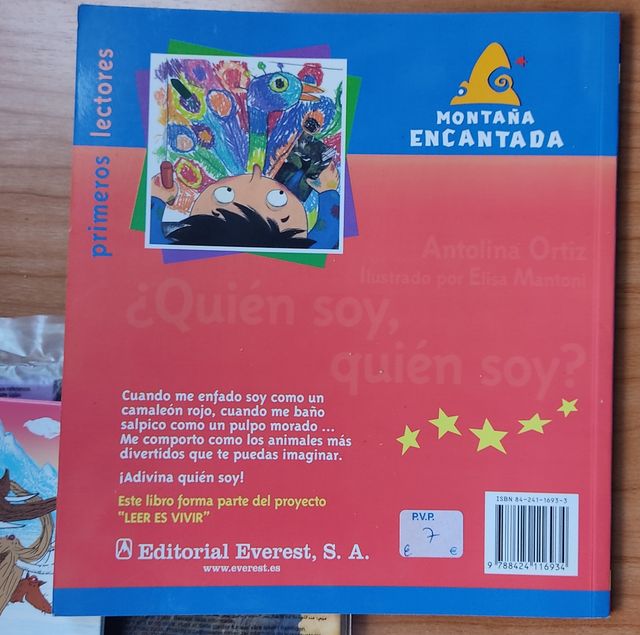 primeros lectores
MONTAÑA
ENCANTADA
Antolina Ortiz
Ilustrado por Elisa Mantoni
¿Quién soy,
quién soy?
Cuando me enfado soy como un
camaleón rojo, cuando me baño
salpico como un pulpo morado ...
Me comporto como los animales más
divertidos que te puedas imaginar.
¡Adivina quién soy!
Este libro forma parte del proyecto
"LEER ES VIVIR"
Editorial Everest, S. A.
www.everest.es
P.V.P.
7
€ €
ISBN 84-241-1693-3
9 788424 116934